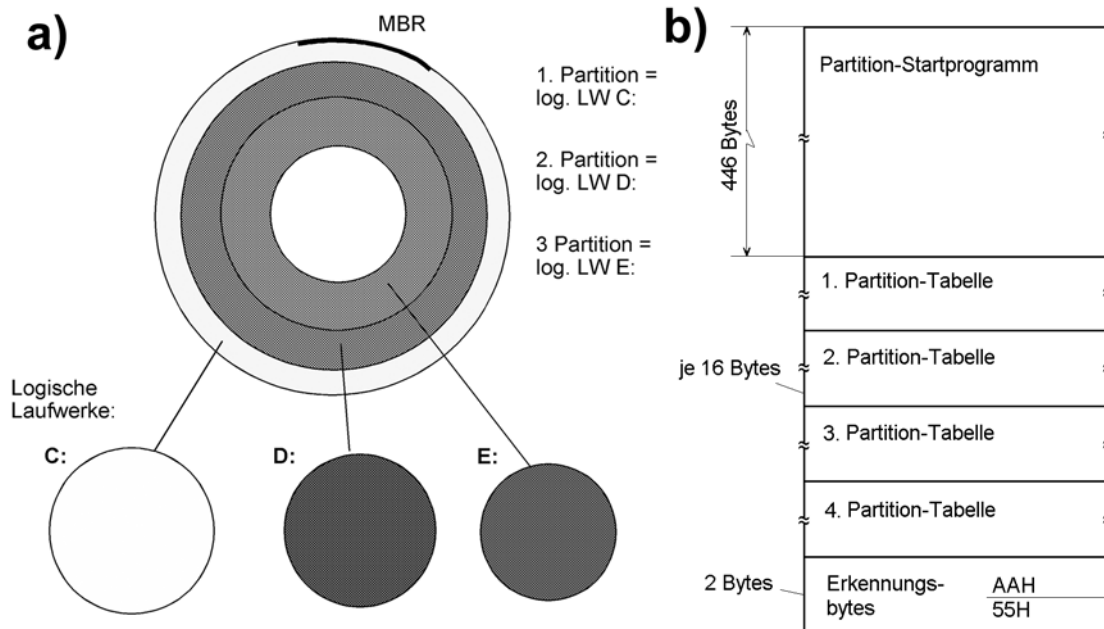 a)
MBR
1. Partition =
log. LW C:
2. Partition =
log. LW D:
3 Partition =
log. LW E:
Logische
Laufwerke:
C:
D:
E:
b)
446 Bytes
Partition-Startprogramm
1. Partition-Tabelle
je 16 Bytes
2. Partition-Tabelle
3. Partition-Tabelle
4. Partition-Tabelle
2 Bytes
Erkennungs-
bytes
AAH
55H